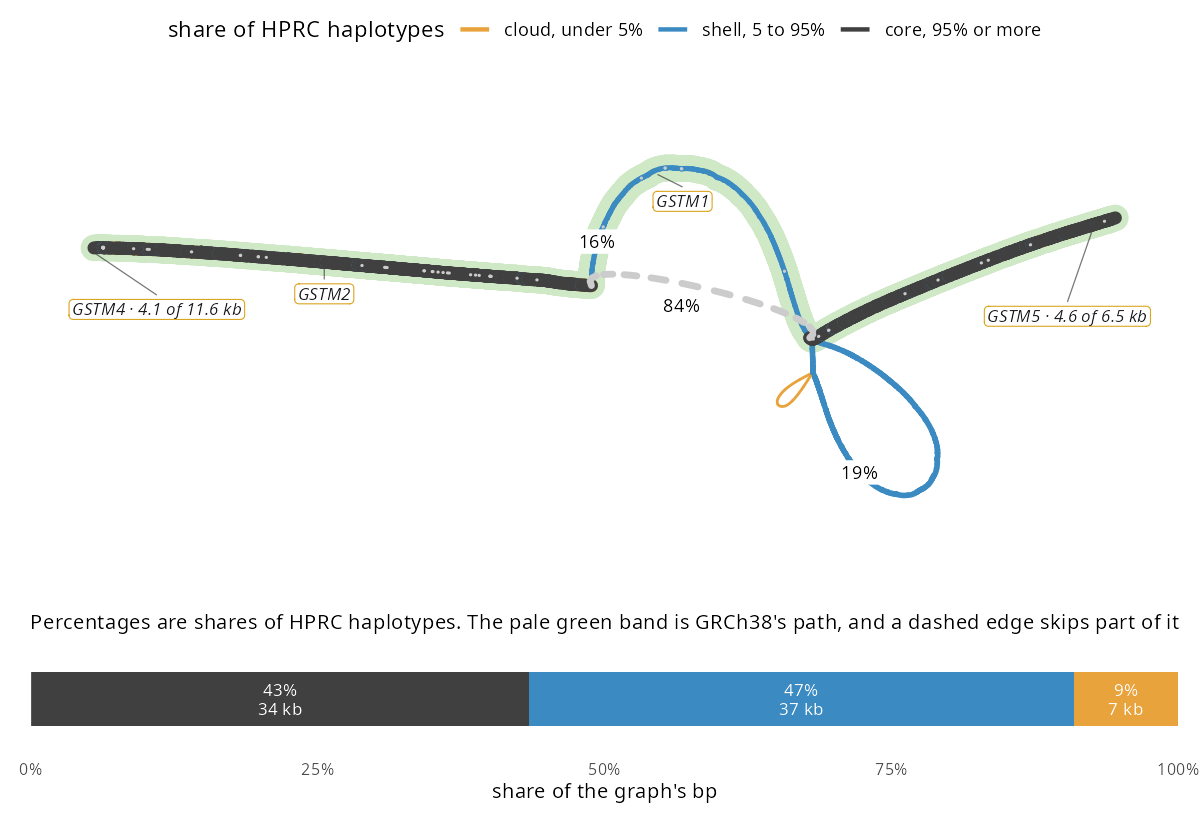 share of HPRC haplotypes cloud, under 5% shell, 5 to 95% core, 95% or more
GSTM1
16%
GSTM2
84%
GSTM4 · 4.1 of 11.6 kb
GSTM5 · 4.6 of 6.5 kb
19%
Percentages are shares of HPRC haplotypes. The pale green band is GRCh38's path, and a dashed edge skips part of it
43%
34 kb
47%
37 kb
9%
7 kb
0% 25% 50% 75% 100%
share of the graph's bp